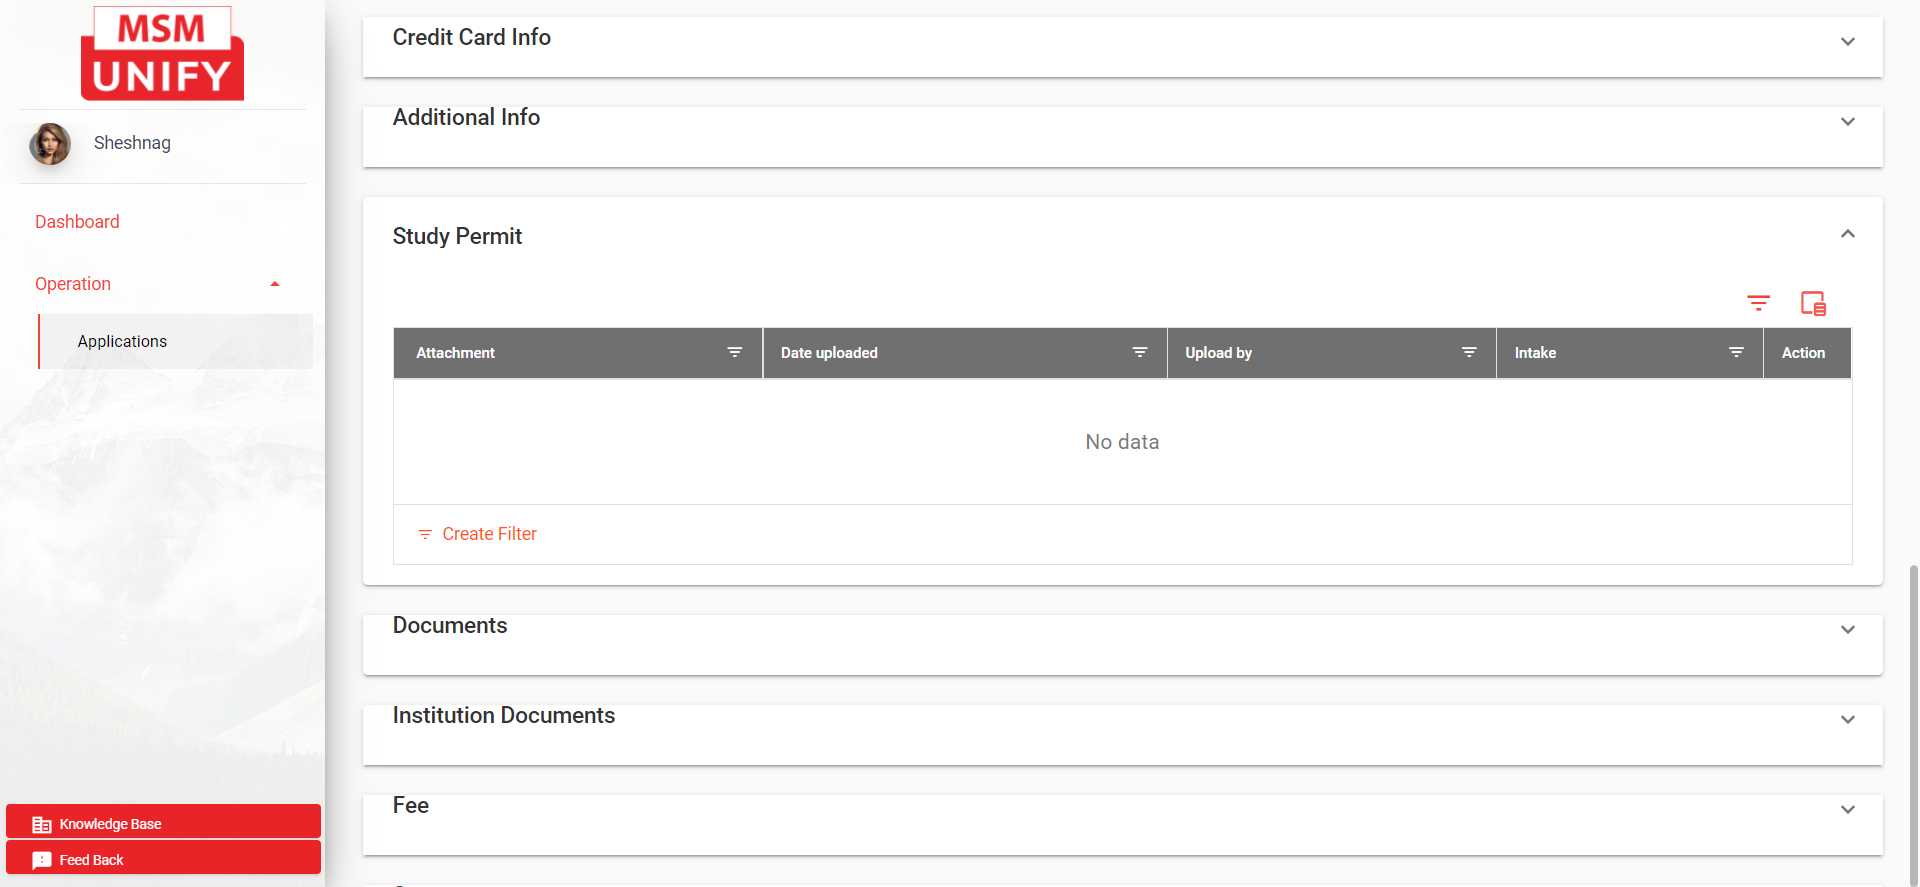 MSM
UNIFY
Sheshnag
Dashboard
Operation
Applications
Knowledge Base
Feed Back
Credit Card Info
Additional Info
Study Permit
Attachment Date uploaded Upload by Intake Action
No data
Create Filter
Documents
Institution Documents
Fee